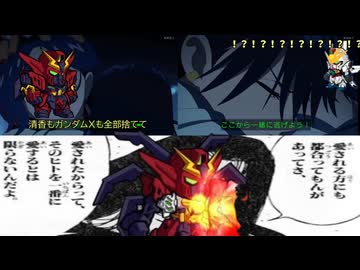 ！？！？！？！？！？！？！？！？
清香もガンダムXも全部捨てて
ここから一緒に逃げよう！
愛される方にも
都合ってもんが
あってさ、
愛されたからって、
そのヒトを一番に
愛するとは
限らないんだよ。